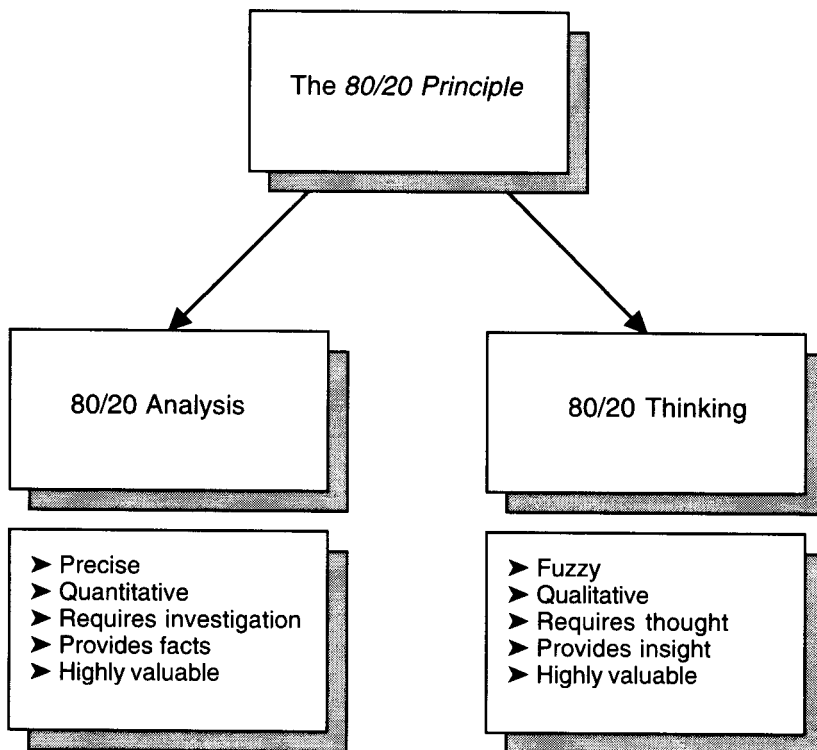 The 80/20 Principle
80/20 Analysis
80/20 Thinking
➤ Precise
➤ Quantitative
➤ Requires investigation
➤ Provides facts
➤ Highly valuable
➤ Fuzzy
➤ Qualitative
➤ Requires thought
➤ Provides insight
➤ Highly valuable